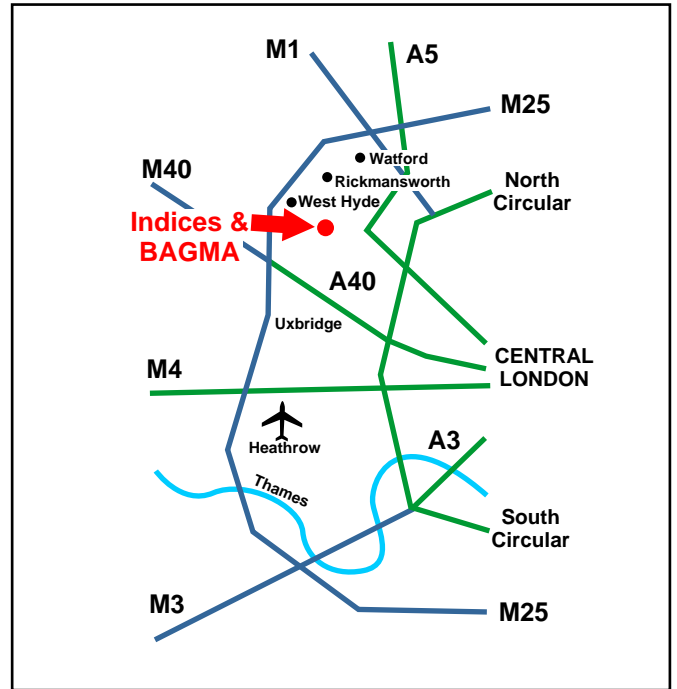 M1
A5
M25
M40
Watford
Rickmansworth
North
Circular
West Hyde
Indices &
BAGMA
A40
Uxbridge
CENTRAL
LONDON
M4
A3
Heathrow
Thames
South
Circular
M3
M25